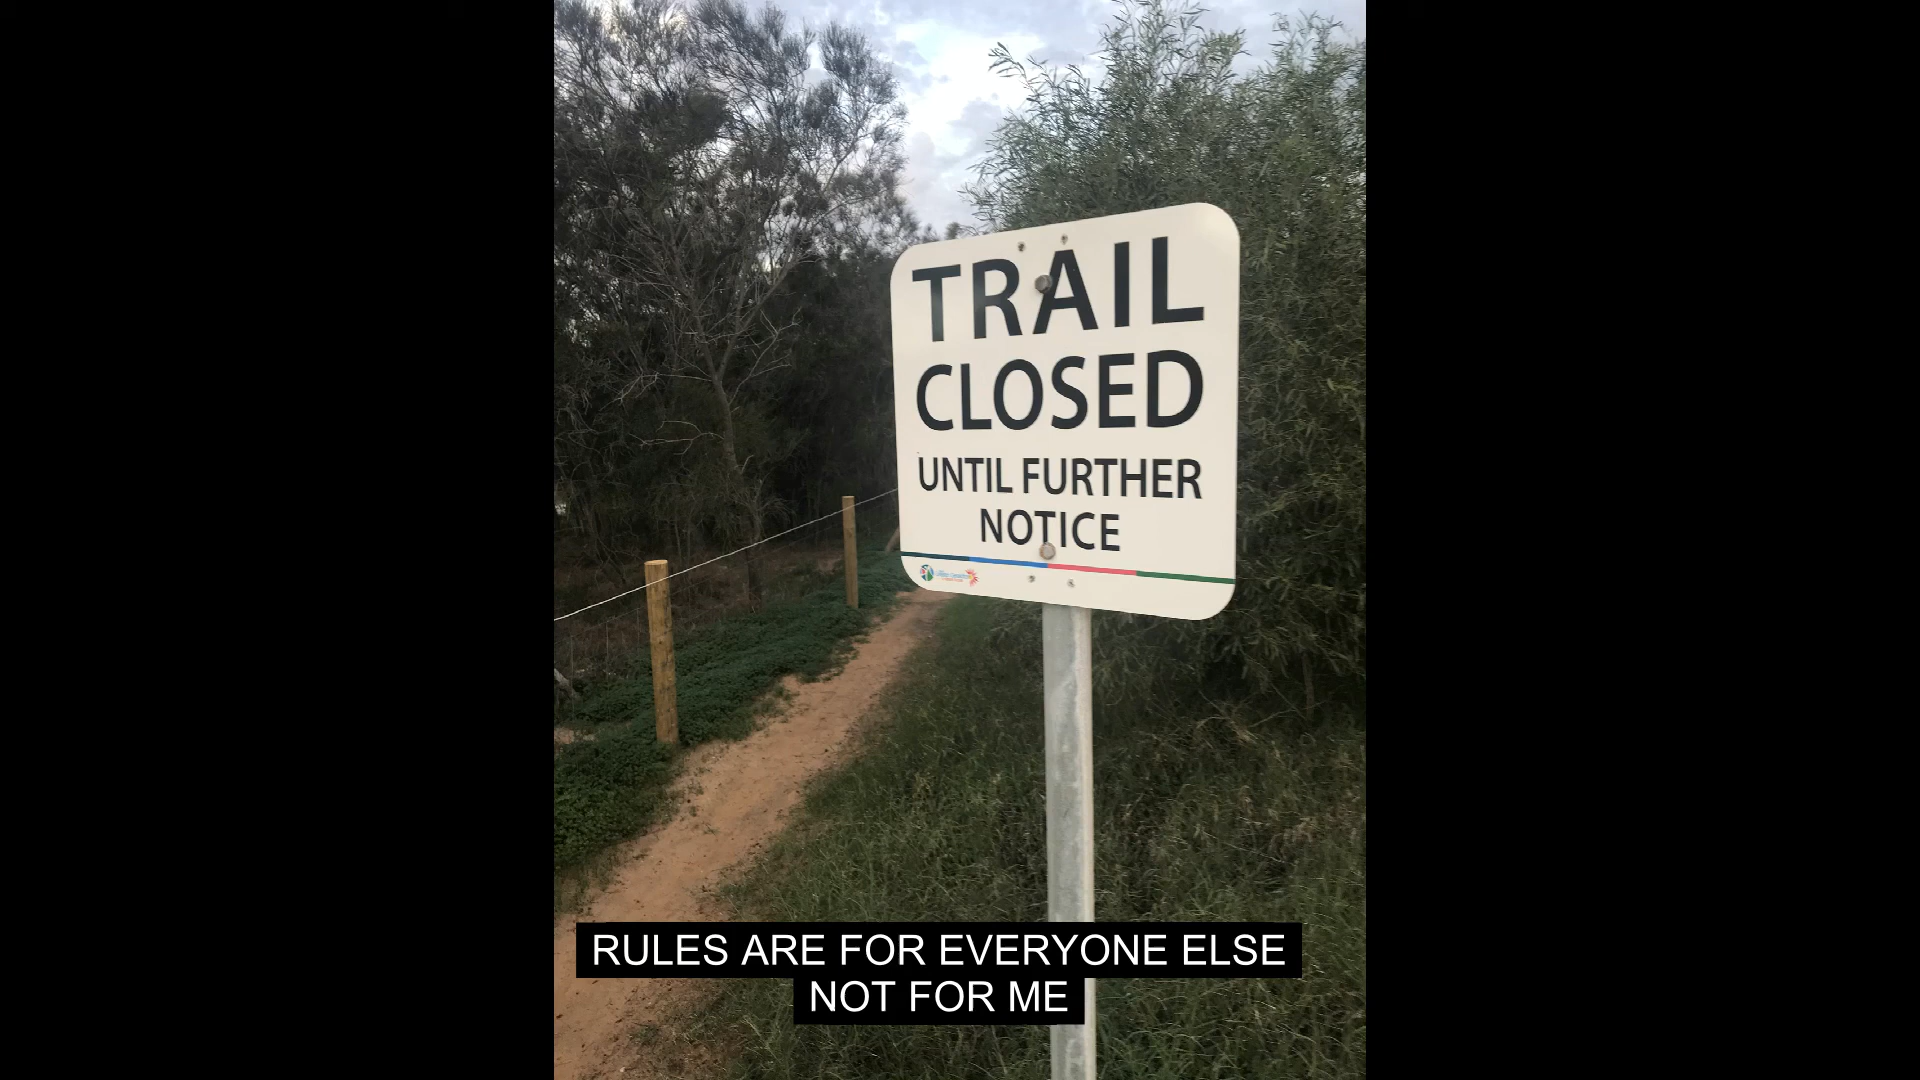 TRAIL
CLOSED
UNTIL FURTHER
NOTICE
RULES ARE FOR EVERYONE ELSE
NOT FOR ME